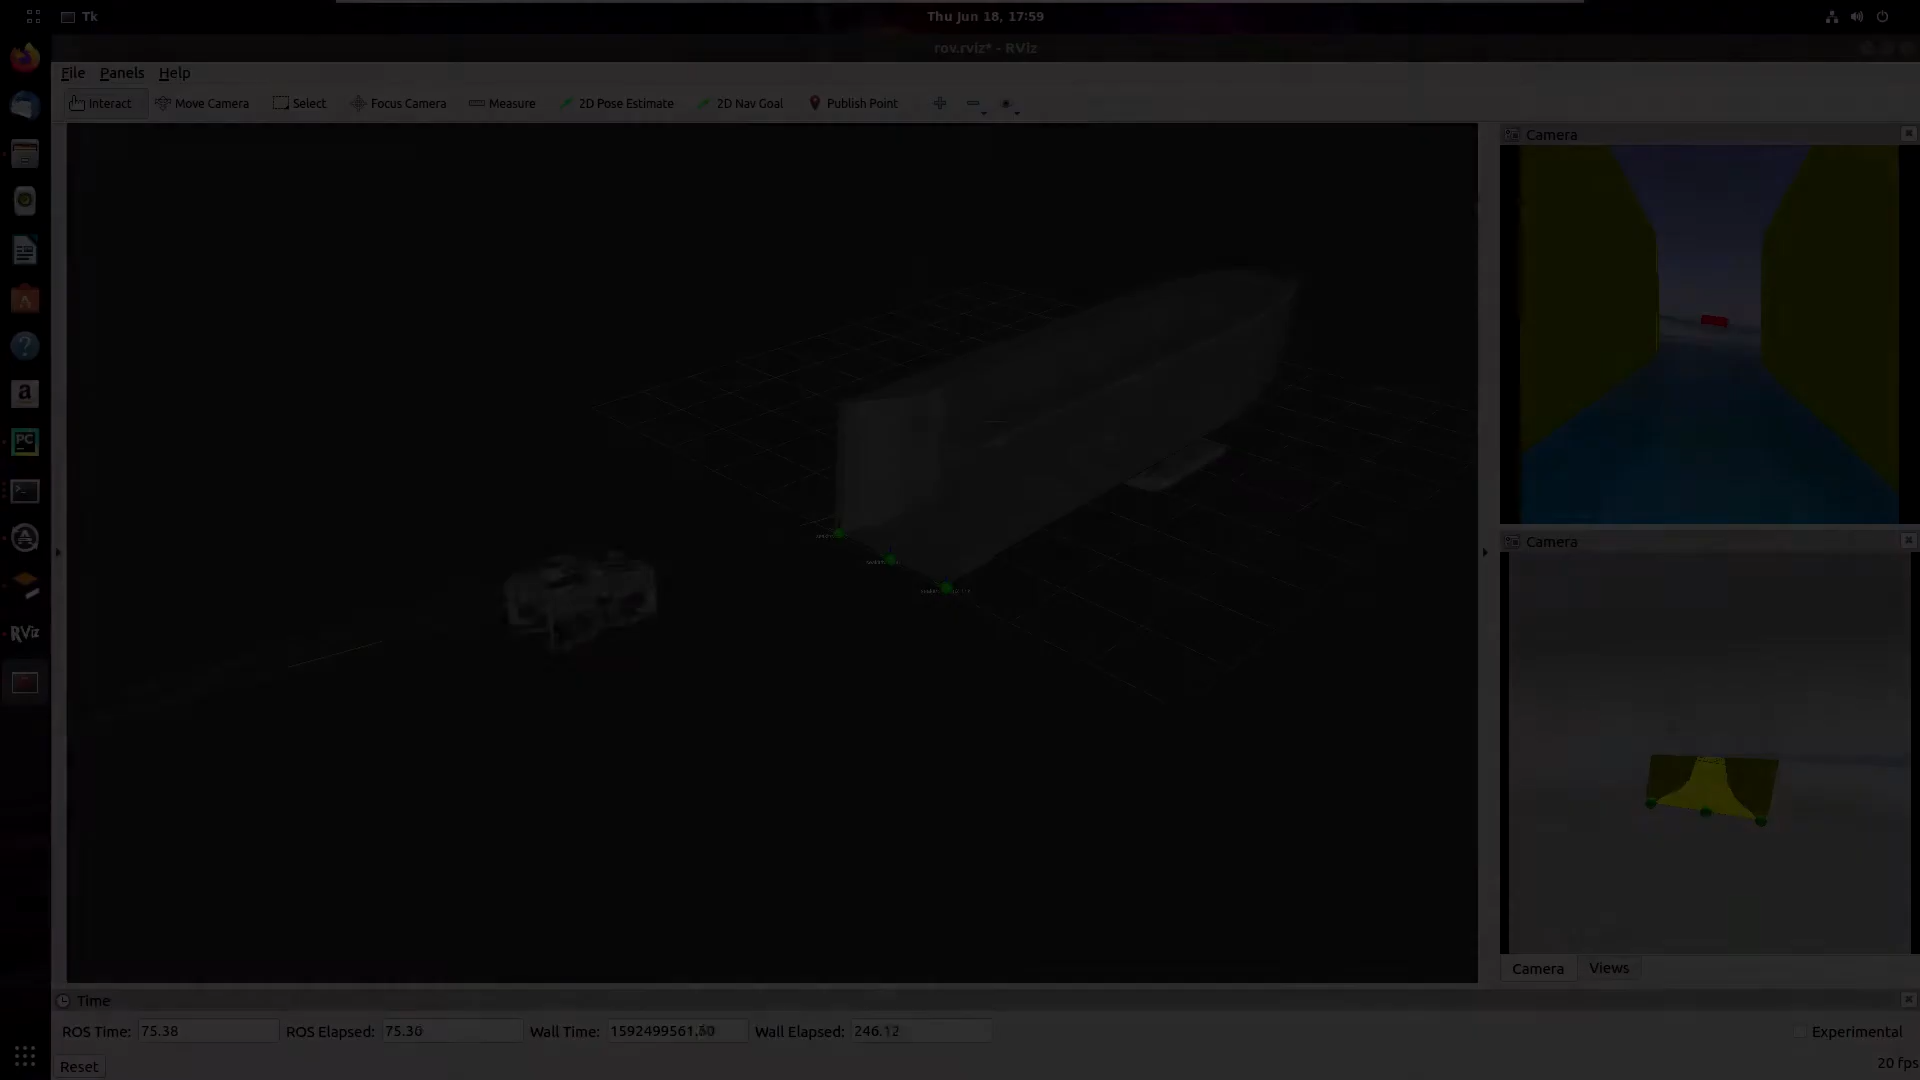 Tk
Thu Jun 18, 17:59
rov.rviz* - RViz
File Panels Help
Interact Move Camera Select Focus Camera Measure 2D Pose Estimate 2D Nav Goal Publish Point
Camera
Camera
PC
RViz
Camera Views
Time
ROS Time: 75.38 ROS Elapsed: Wall Time: Wall Elapsed: 246.12
Experimental
Reset
20 fps